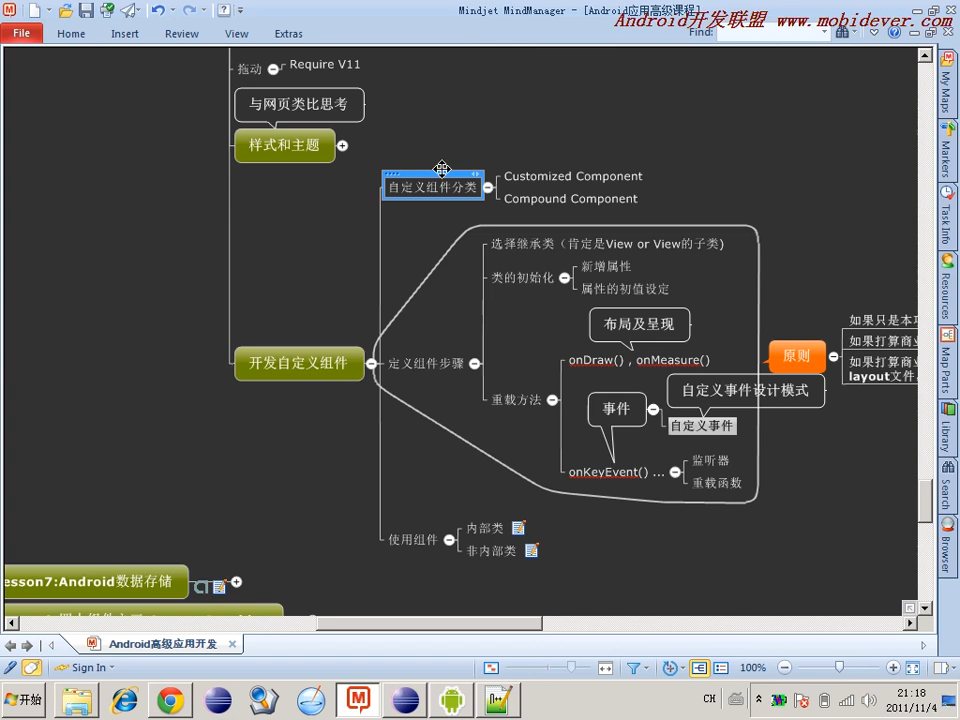 Mindjet MindManager - [Android应用高级课程]
Android开发联盟 www.mobidever.com
File
Home
Insert
Review
View
Extras
Find:
拖动
Require V11
与网页类比思考
样式和主题
自定义组件分类
Customized Component
Compound Component
选择继承类（肯定是View or View的子类)
类的初始化
新增属性
属性的初值设定
布局及呈现
onDraw() , onMeasure()
开发自定义组件
定义组件步骤
重载方法
原则
如果只是本
如果打算商
如果打算商
layout文件
自定义事件设计模式
事件
自定义事件
onKeyEvent() ...
监听器
重载函数
使用组件
内部类
非内部类
esson7:Android数据存储
My Maps
Markers
Task Info
Resources
Map Parts
Library
Search
Browser
Android高级应用开发
Sign In
100%
开始
CH
21:18
2011/11/4